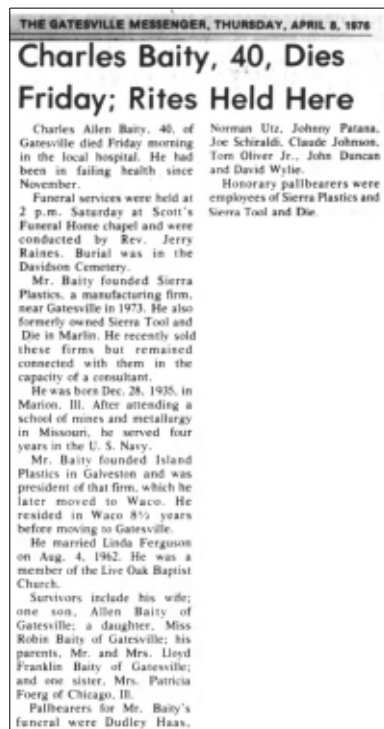 THE GATESVILLE MESSENGER, THURSDAY, APRIL 8, 1976
Charles Baity, 40, Dies
Friday; Rites Held Here
Charles Allen Baity, 40, of
Gatesville died Friday morning
in the local hospital. He had
been in failing health since
November.
Funeral services were held at
2 p.m. Saturday at Scott's
Funeral Home chapel and were
conducted by Rev. Jerry
Raines. Burial was in the
Davidson Cemetery.
Mr. Baity founded Sierra
Plastics, a manufacturing firm,
near Gatesville in 1973. He also
formerly owned Sierra Tool and
Die in Marlin. He recently sold
these firms but remained
connected with them in the
capacity of a consultant.
He was born Dec. 28, 1935, in
Marion, Ill. After attending a
school of mines and metallurgy
in Missouri, he served four
years in the U. S. Navy.
Mr. Baity founded Island
Plastics in Galveston and was
president of that firm, which he
later moved to Waco. He
resided in Waco 8½ years
before moving to Gatesville.
He married Linda Ferguson
on Aug. 4, 1962. He was a
member of the Live Oak Baptist
Church.
Survivors include his wife;
one son, Allen Baity of
Gatesville; a daughter, Miss
Robin Baity of Gatesville; his
parents, Mr. and Mrs. Lloyd
Franklin Baity of Gatesville;
and one sister, Mrs. Patricia
Foerg of Chicago, Ill.
Pallbearers for Mr. Baity's
funeral were Dudley Haas,
Norman Utz, Johnny Patana,
Joe Schiraldi, Claude Johnson,
Tom Oliver Jr., John Duncan
and David Wylie.
Honorary pallbearers were
employees of Sierra Plastics and
Sierra Tool and Die.